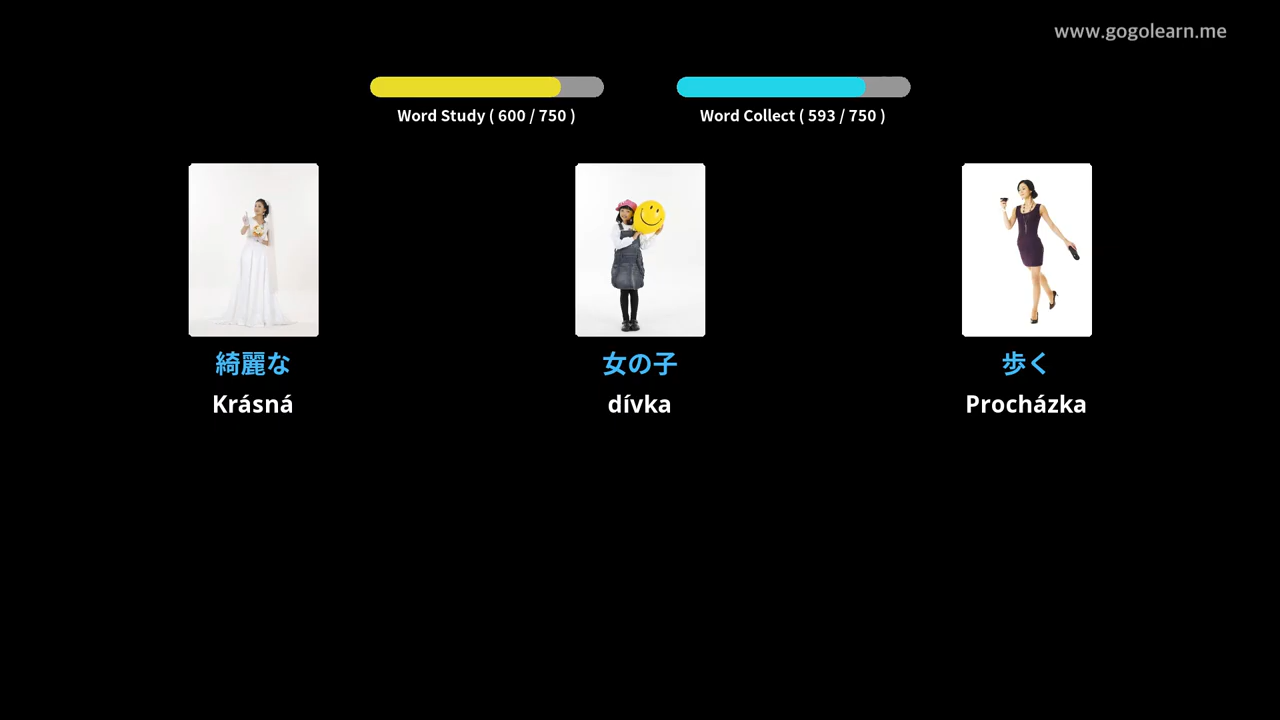 www.gogolearn.me
Word Study ( 600 / 750 )
Word Collect ( 593 / 750 )
綺麗な
女の子
歩く
Krásná
dívka
Procházka